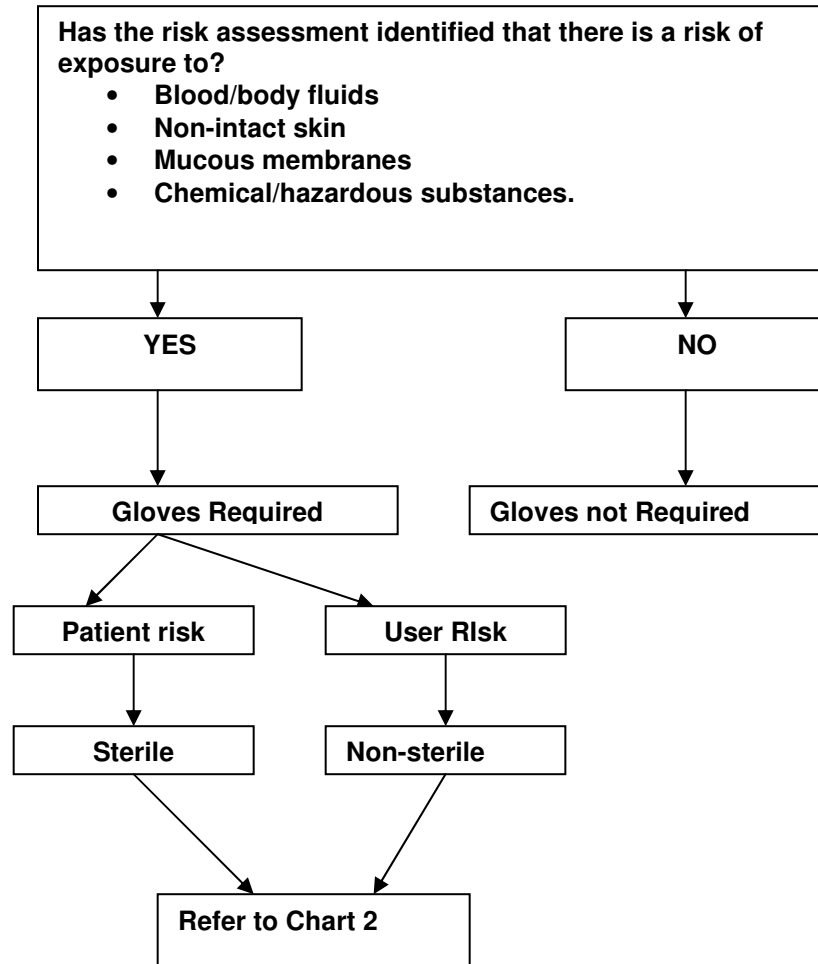 Has the risk assessment identified that there is a risk of
exposure to?
• Blood/body fluids
• Non-intact skin
• Mucous membranes
• Chemical/hazardous substances.
YES
NO
Gloves Required
Gloves not Required
Patient risk
User RIsk
Sterile
Non-sterile
Refer to Chart 2